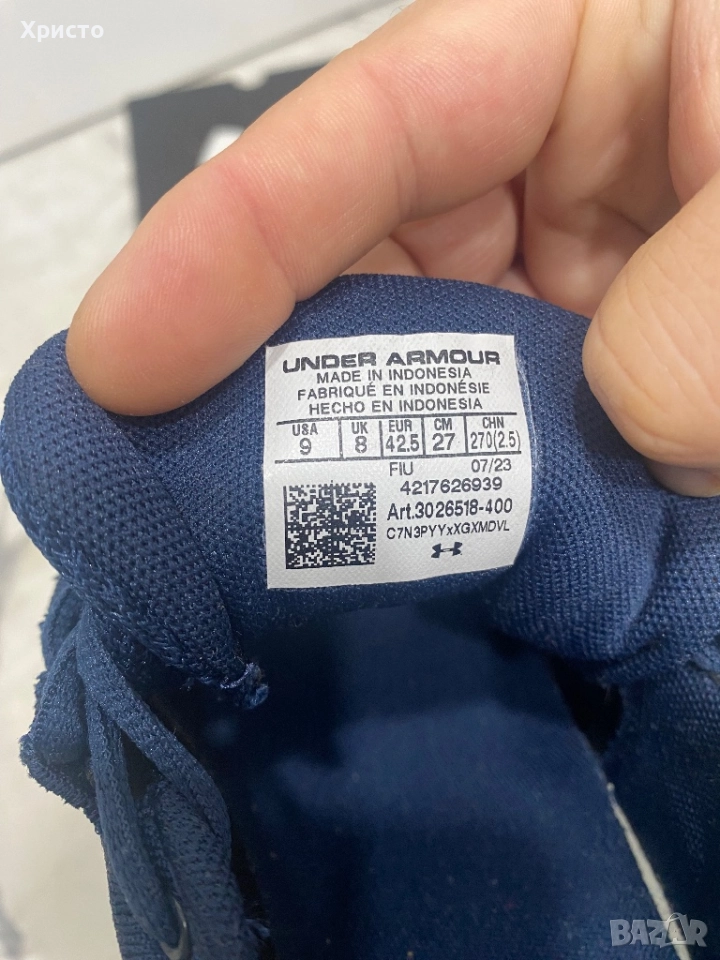 Христо
UNDER ARMOUR
MADE IN INDONESIA
FABRIQUÉ EN INDONÉSIE
HECHO EN INDONESIA
USA UK EUR CM CHN
9 8 42.5 27 270(2.5)
FIU 07/23
4217626939
Art.3026518-400
C7N3PYYxXGXMDVL
BAZAR